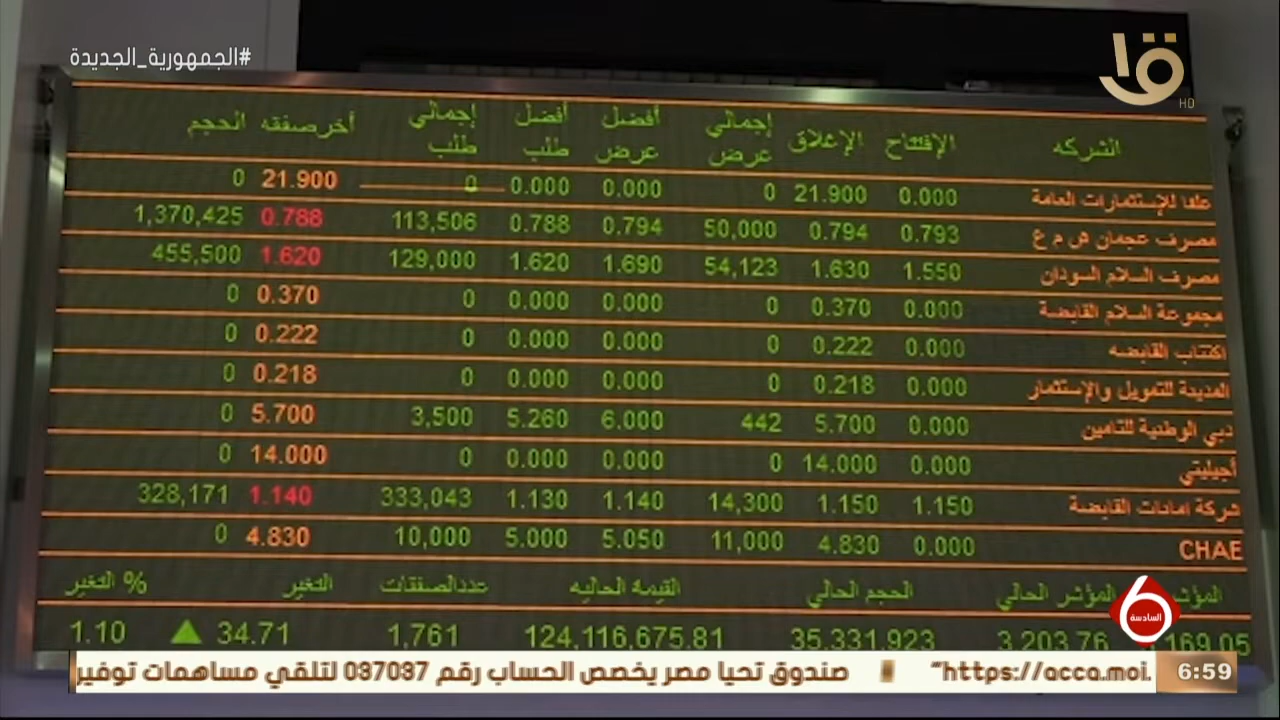 #الجمهورية_الجديدة
HD
الشركه الإفتتاح الإغلاق إجمالي عرض أفضل عرض أفضل طلب إجمالي طلب أخرصفقه الحجم
علفا للإستثمارات العامة 0.000 21.900 0 0.000 0.000 0 21.900 0
مصرف عجمان ش م ع 0.793 0.794 50,000 0.794 0.788 113,506 0.788 1,370,425
مصرف السلام السودان 1.550 1.630 54,123 1.690 1.620 129,000 1.620 455,500
مجموعة السلام القابضة 0.000 0.370 0 0.000 0.000 0 0.370 0
اكتتاب القابضه 0.000 0.222 0 0.000 0.000 0 0.222 0
المدينة للتمويل والإستثمار 0.000 0.218 0 0.000 0.000 0 0.218 0
دبي الوطنية للتامين 0.000 5.700 442 6.000 5.260 3,500 5.700 0
أجيليتي 0.000 14.000 0 0.000 0.000 0 14.000 0
شركة امانات القابضة 1.150 1.150 14,300 1.140 1.130 333,043 1.140 328,171
CHAE 0.000 4.830 11,000 5.050 5.000 10,000 4.830 0
المؤشر الحالي الحجم الحالي القيمة الحاليه عددالصفقات التغير % التغير
169.05 3,203.76 35,331,923 124,116,675.81 1,761 34.71 ▲ 1.10
السادسة
"https://acca.moi. صندوق تحيا مصر يخصص الحساب رقم 037037 لتلقي مساهمات توفير
6:59